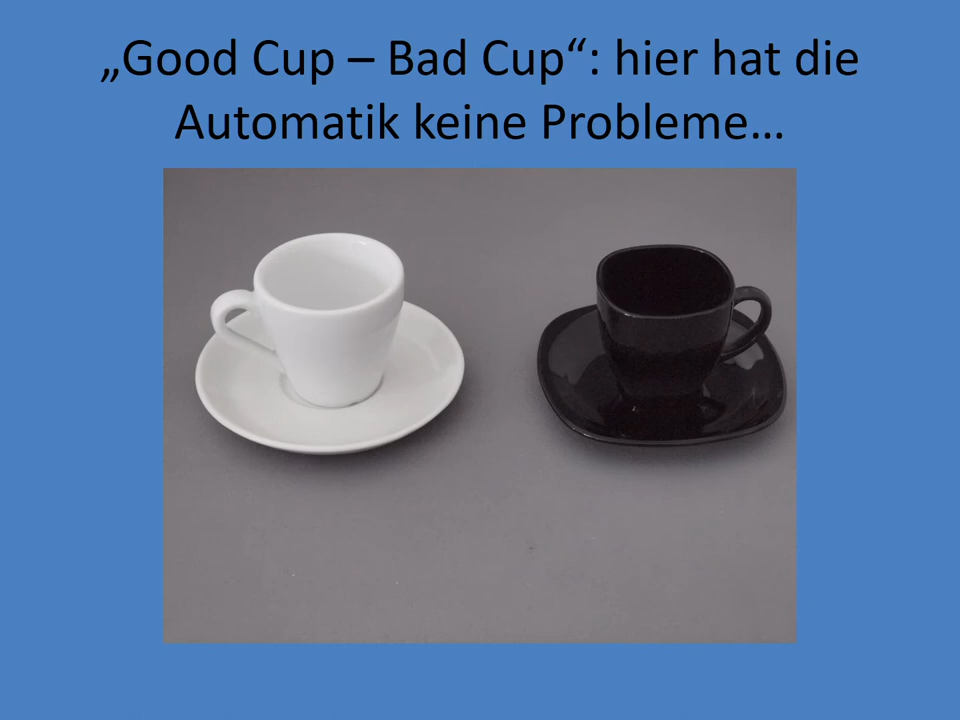 „Good Cup – Bad Cup“: hier hat die
Automatik keine Probleme…